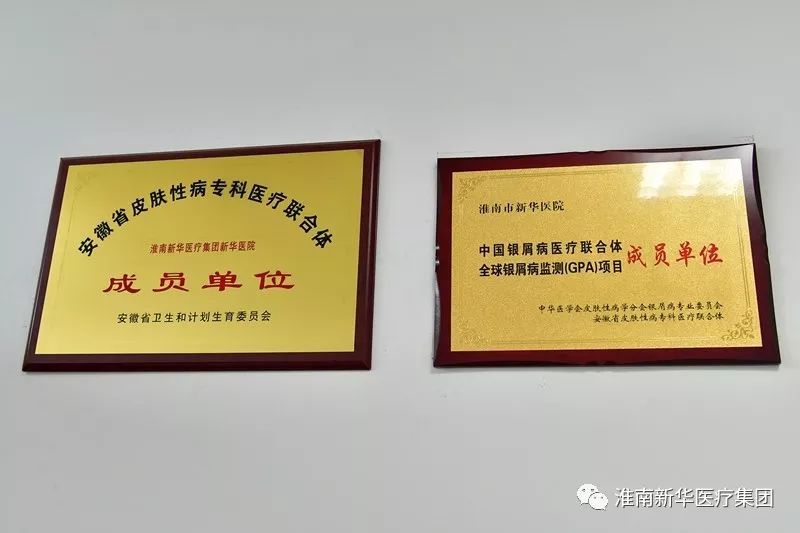 安徽省皮肤性病专科医疗联合体
淮南新华医疗集团新华医院
成员单位
安徽省卫生和计划生育委员会
淮南市新华医院
中国银屑病医疗联合体
全球银屑病监测(GPA)项目
成员单位
中华医学会皮肤性病学分会银屑病专业委员会
安徽省皮肤性病专科医疗联合体
淮南新华医疗集团